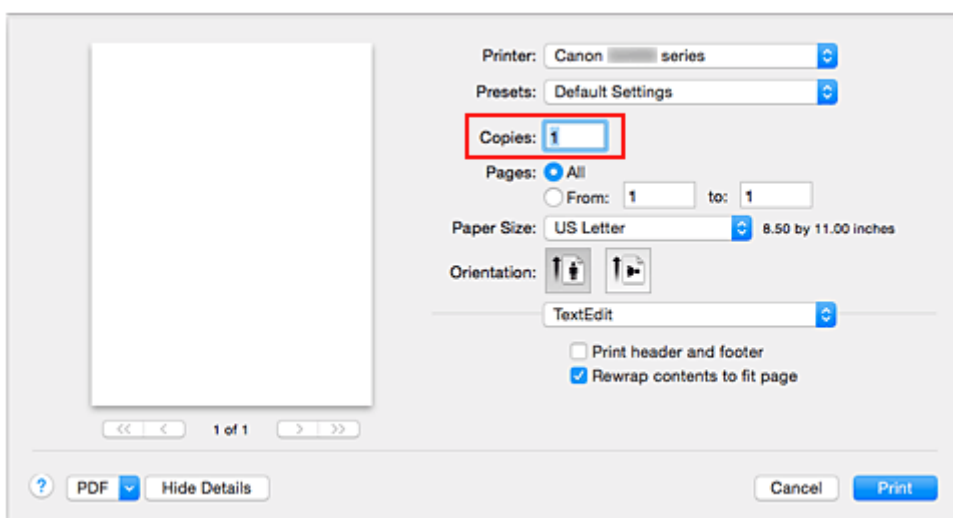 Printer: Canon series
Presets: Default Settings
Copies: 1
Pages: All
From: 1 to: 1
Paper Size: US Letter 8.50 by 11.00 inches
Orientation:
TextEdit
Print header and footer
Rewrap contents to fit page
<< < 1 of 1 > >>
? PDF Hide Details Cancel Print